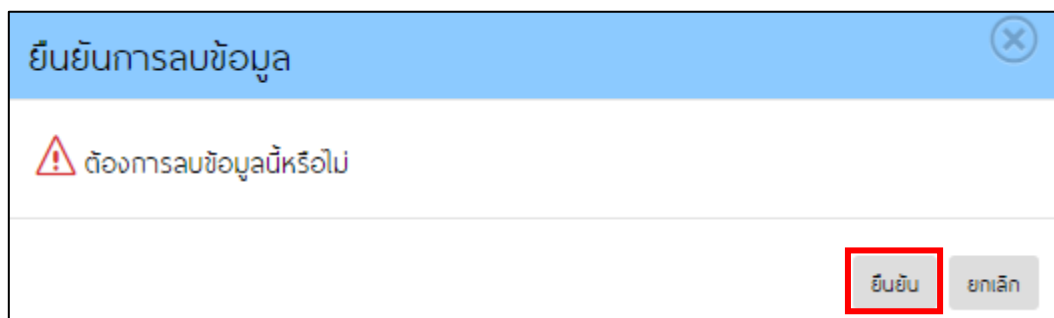 ยืนยันการลบข้อมูล
ต้องการลบข้อมูลนี้หรือไม่
ยืนยัน ยกเลิก